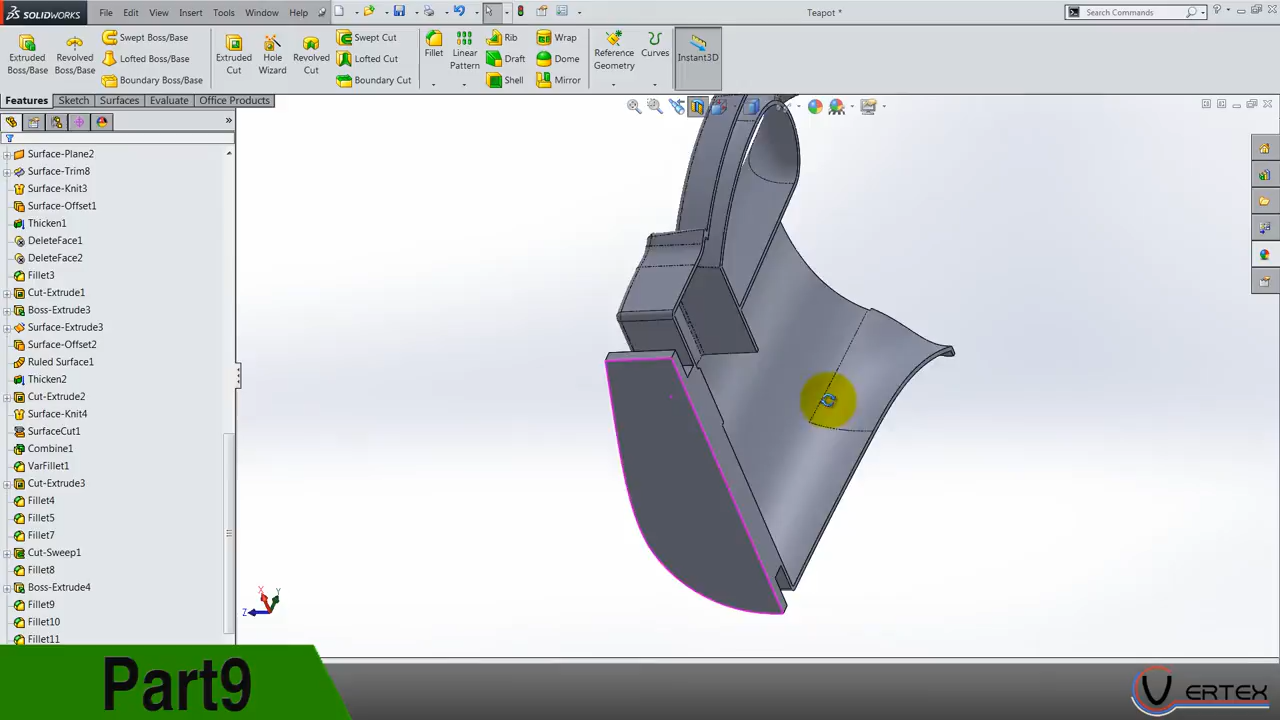 SOLIDWORKS
File Edit View Insert Tools Window Help
Teapot *
Search Commands
Extruded Boss/Base
Revolved Boss/Base
Swept Boss/Base
Lofted Boss/Base
Boundary Boss/Base
Extruded Cut
Hole Wizard
Revolved Cut
Swept Cut
Lofted Cut
Boundary Cut
Fillet
Linear Pattern
Rib
Draft
Shell
Wrap
Dome
Mirror
Reference Geometry
Curves
Instant3D
Features Sketch Surfaces Evaluate Office Products
Surface-Plane2
Surface-Trim8
Surface-Knit3
Surface-Offset1
Thicken1
DeleteFace1
DeleteFace2
Fillet3
Cut-Extrude1
Boss-Extrude3
Surface-Extrude3
Surface-Offset2
Ruled Surface1
Thicken2
Cut-Extrude2
Surface-Knit4
SurfaceCut1
Combine1
VarFillet1
Cut-Extrude3
Fillet4
Fillet5
Fillet7
Cut-Sweep1
Fillet8
Boss-Extrude4
Fillet9
Fillet10
Fillet11
X
Y
Z
Part9
VERTEX